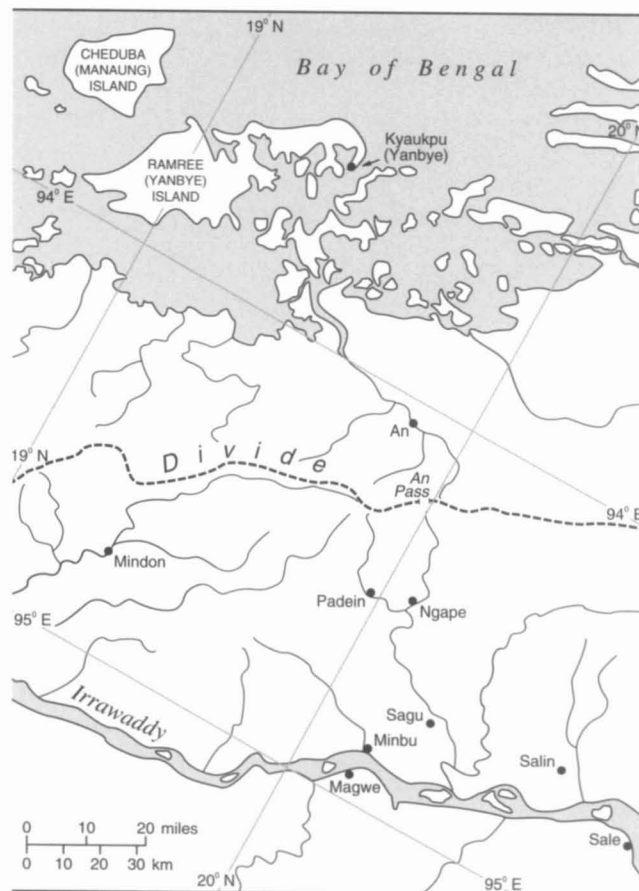 19° N
CHEDUBA
(MANAUNG)
ISLAND
Bay of Bengal
20° N
Kyaukpu
(Yanbye)
RAMREE
(YANBYE)
ISLAND
94° E
An
Divide
19° N
An
Pass
94° E
Mindon
Padein
Ngape
95° E
Irrawaddy
Sagu
Minbu
Salin
Magwe
0 10 20 miles
0 10 20 30 km
Sale
20° N
95° E